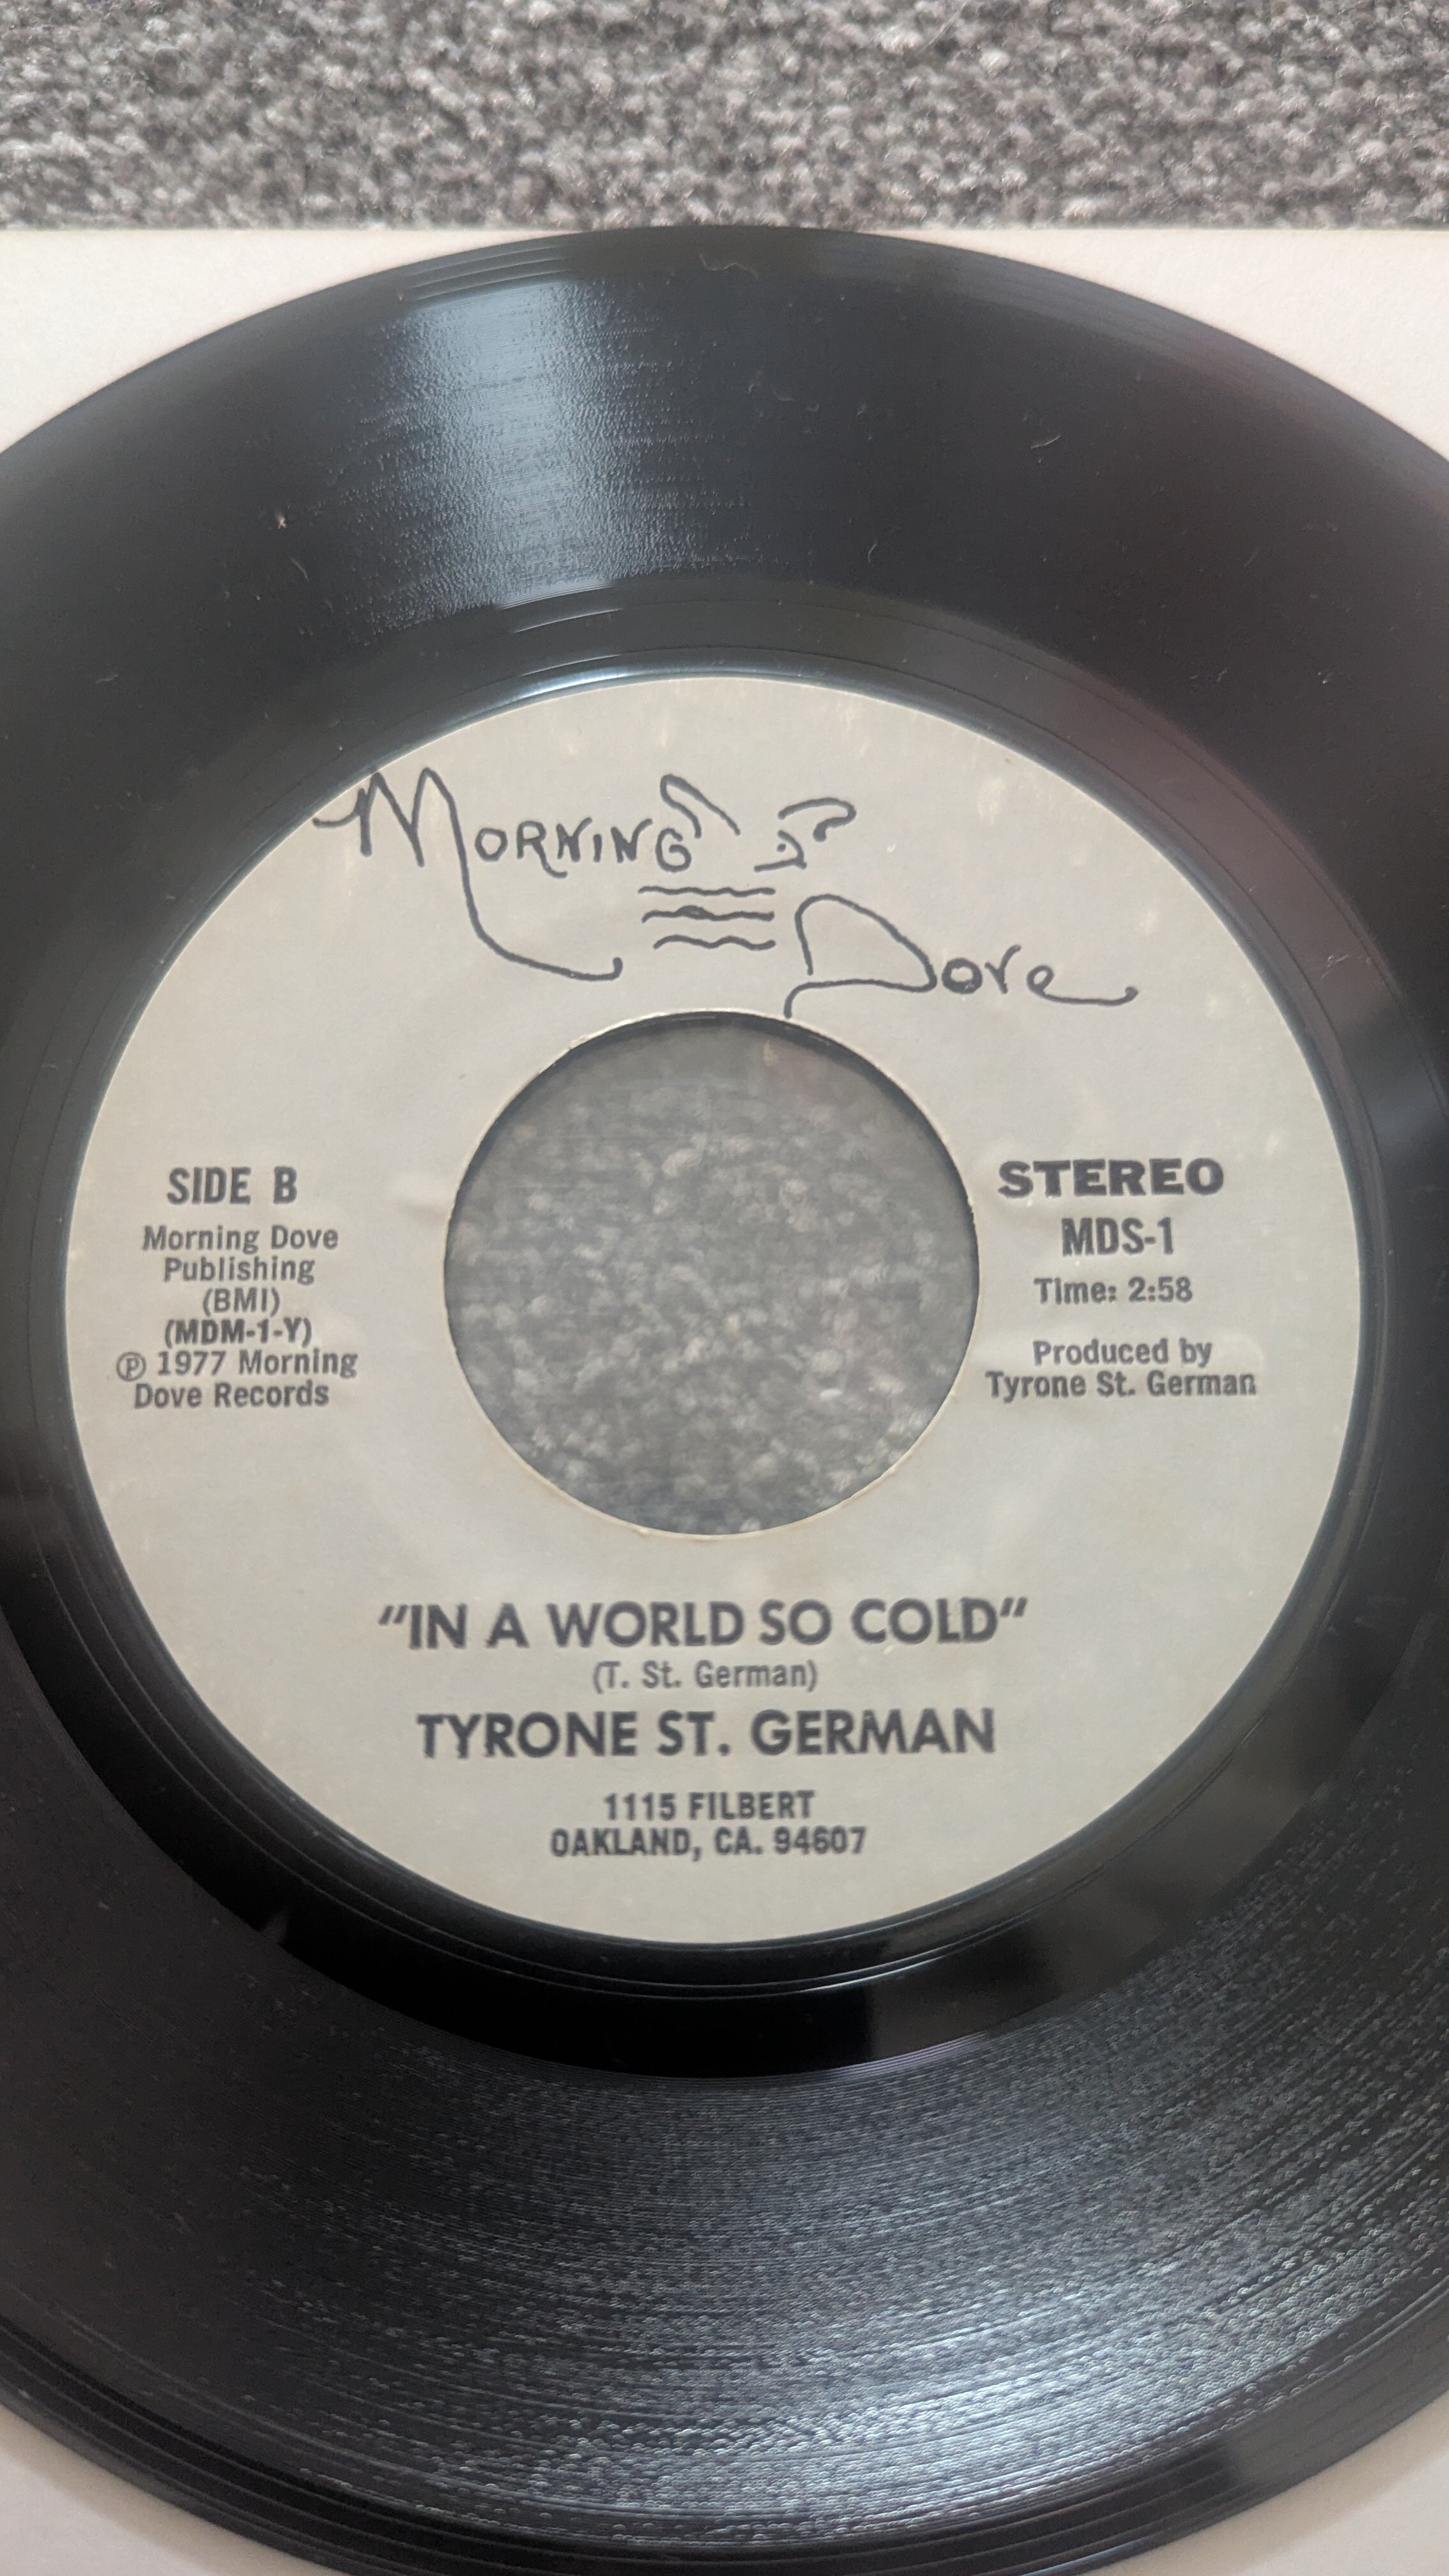 Morning
Dove
SIDE B
Morning Dove
Publishing
(BMI)
(MDM-1-Y)
℗ 1977 Morning
Dove Records
STEREO
MDS-1
Time: 2:58
Produced by
Tyrone St. German
"IN A WORLD SO COLD"
(T. St. German)
TYRONE ST. GERMAN
1115 FILBERT
OAKLAND, CA. 94607